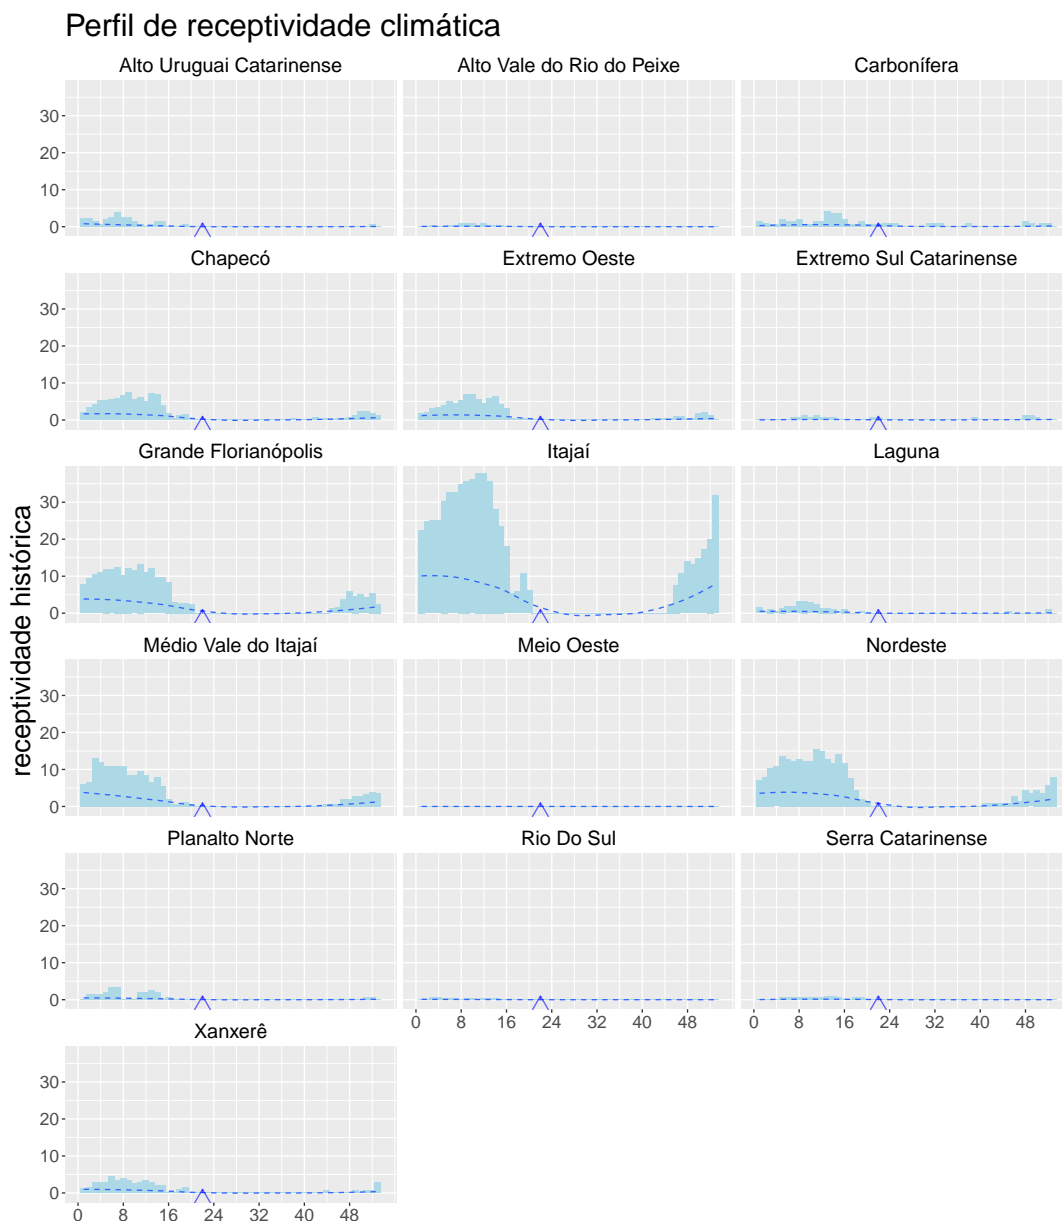 Perfil de receptividade climática
Alto Uruguai Catarinense
Alto Vale do Rio do Peixe
Carbonífera
30
20
10
0
Chapecó
Extremo Oeste
Extremo Sul Catarinense
30
20
10
0
Grande Florianópolis
Itajaí
Laguna
30
20
10
0
receptividade histórica
Médio Vale do Itajaí
Meio Oeste
Nordeste
30
20
10
0
Planalto Norte
Rio Do Sul
Serra Catarinense
30
20
10
0
0 8 16 24 32 40 48
0 8 16 24 32 40 48
Xanxerê
30
20
10
0
0 8 16 24 32 40 48